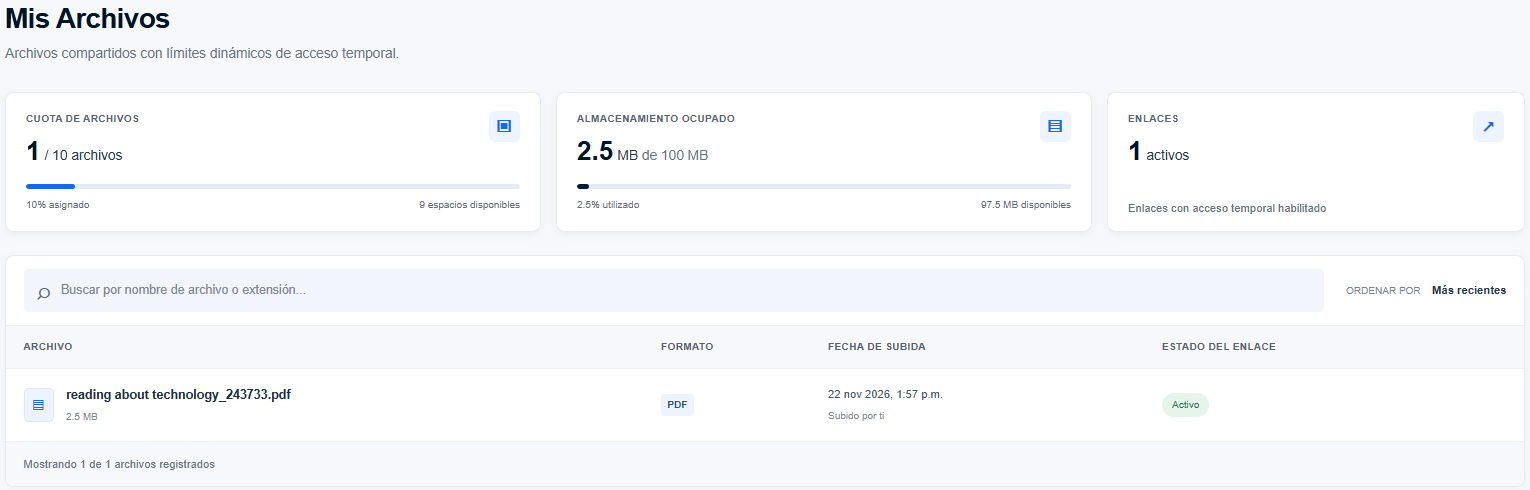 Mis Archivos
Archivos compartidos con límites dinámicos de acceso temporal.
CUOTA DE ARCHIVOS
1 / 10 archivos
10% asignado
9 espacios disponibles
ALMACENAMIENTO OCUPADO
2.5 MB de 100 MB
2.5% utilizado
97.5 MB disponibles
ENLACES
1 activos
Enlaces con acceso temporal habilitado
Buscar por nombre de archivo o extensión...
ORDENAR POR Más recientes
ARCHIVO FORMATO FECHA DE SUBIDA ESTADO DEL ENLACE
reading about technology_243733.pdf
2.5 MB
PDF
22 nov 2026, 1:57 p.m.
Subido por ti
Activo
Mostrando 1 de 1 archivos registrados